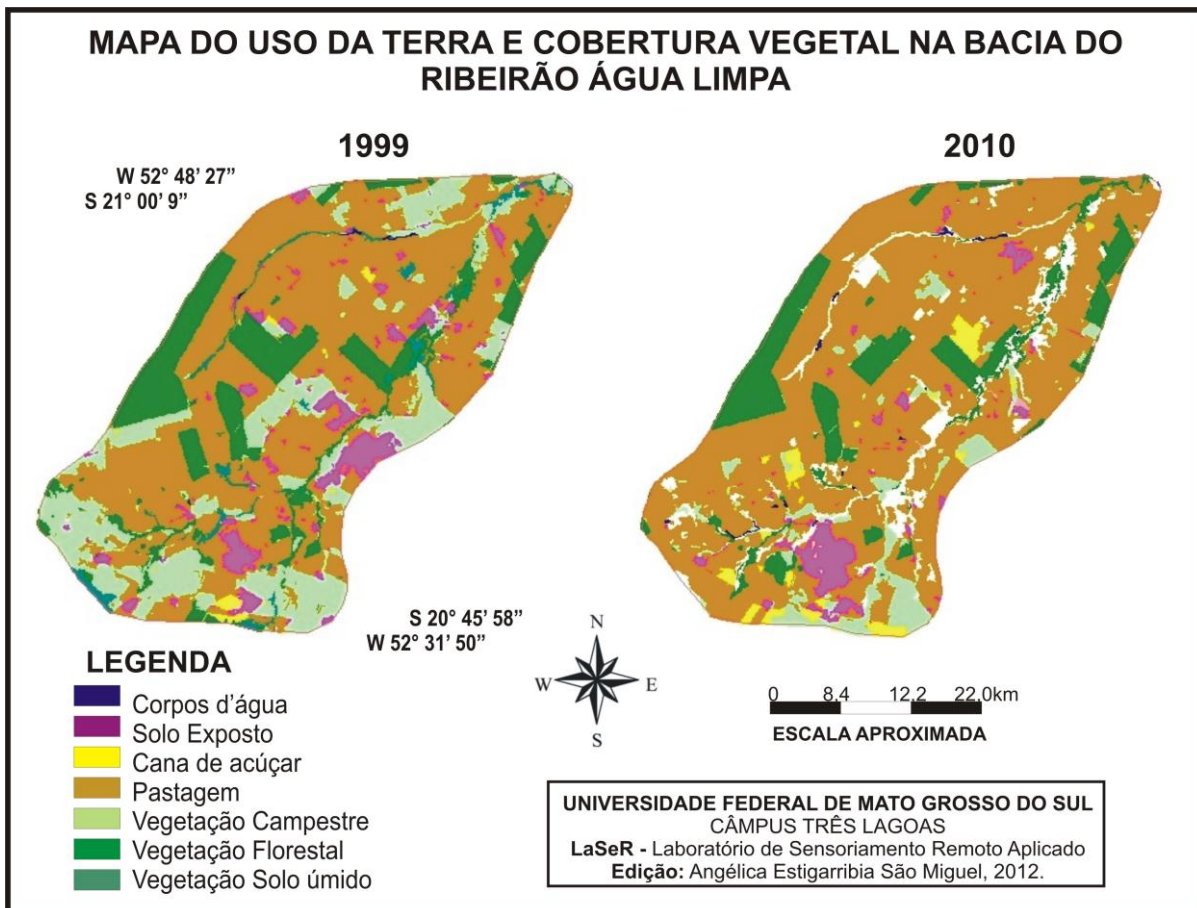 MAPA DO USO DA TERRA E COBERTURA VEGETAL NA BACIA DO
RIBEIRÃO ÁGUA LIMPA
1999
2010
W 52° 48' 27”
S 21° 00' 9”
S 20° 45' 58”
W 52° 31' 50”
LEGENDA
Corpos d'água
Solo Exposto
Cana de acúçar
Pastagem
Vegetação Campestre
Vegetação Florestal
Vegetação Solo úmido
N
W
E
S
0 8,4 12,2 22,0km
ESCALA APROXIMADA
UNIVERSIDADE FEDERAL DE MATO GROSSO DO SUL
CÂMPUS TRÊS LAGOAS
LaSeR - Laboratório de Sensoriamento Remoto Aplicado
Edição: Angélica Estigarribia São Miguel, 2012.